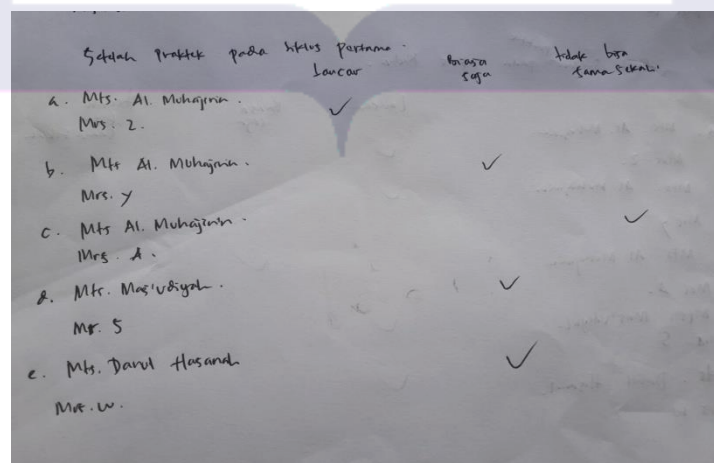 Setelah Praktek pada siklus pertama.
Lancar Biasa saja tidak bisa sama sekali.
a. Mts. Al. Muhajirin.
Mrs. Z.
b. Mts Al. Muhajirin.
Mrs. Y
c. Mts Al. Muhajirin.
Mrs. A.
d. Mts. Mas'udiyah.
Mr. S
e. Mts. Darul Hasanah
W.